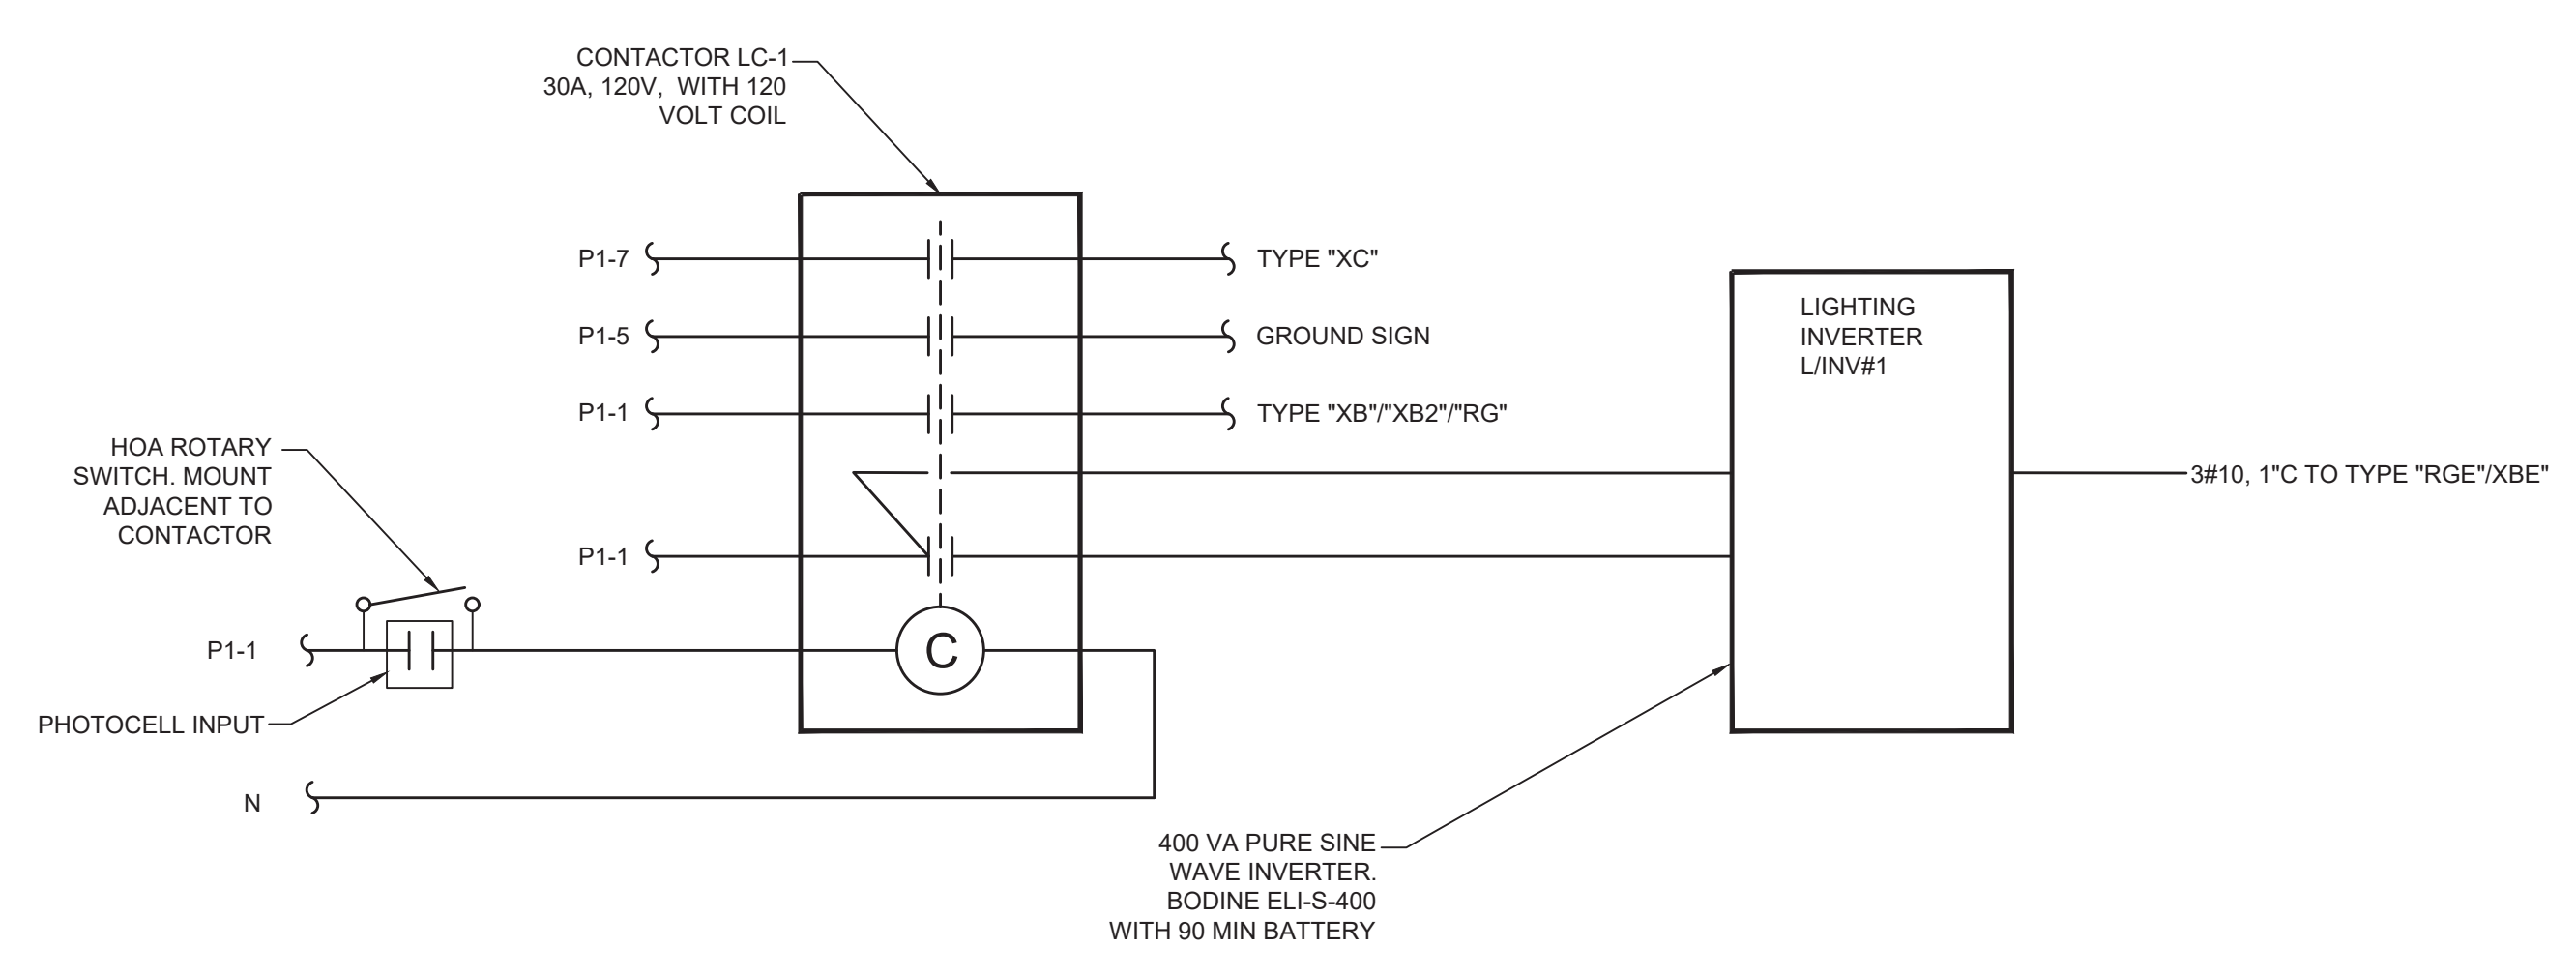 CONTACTOR LC-1
30A, 120V, WITH 120
VOLT COIL
P1-7
TYPE "XC"
P1-5
GROUND SIGN
P1-1
TYPE "XB"/"XB2"/"RG"
LIGHTING
INVERTER
L/INV#1
HOA ROTARY
SWITCH. MOUNT
ADJACENT TO
CONTACTOR
3#10, 1"C TO TYPE "RGE"/XBE"
P1-1
P1-1
C
PHOTOCELL INPUT
N
400 VA PURE SINE
WAVE INVERTER.
BODINE ELI-S-400
WITH 90 MIN BATTERY